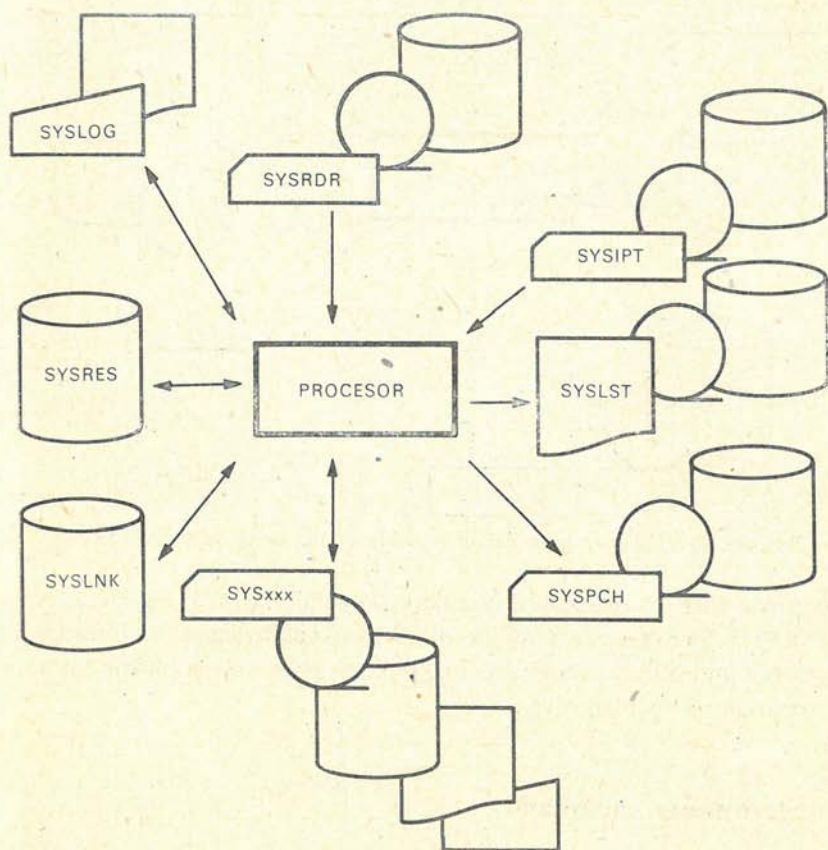 SYSLOG
SYSRDR
SYSIPT
SYSRES
PROCESOR
SYSLST
SYSLNK
SYSxxx
SYSPCH